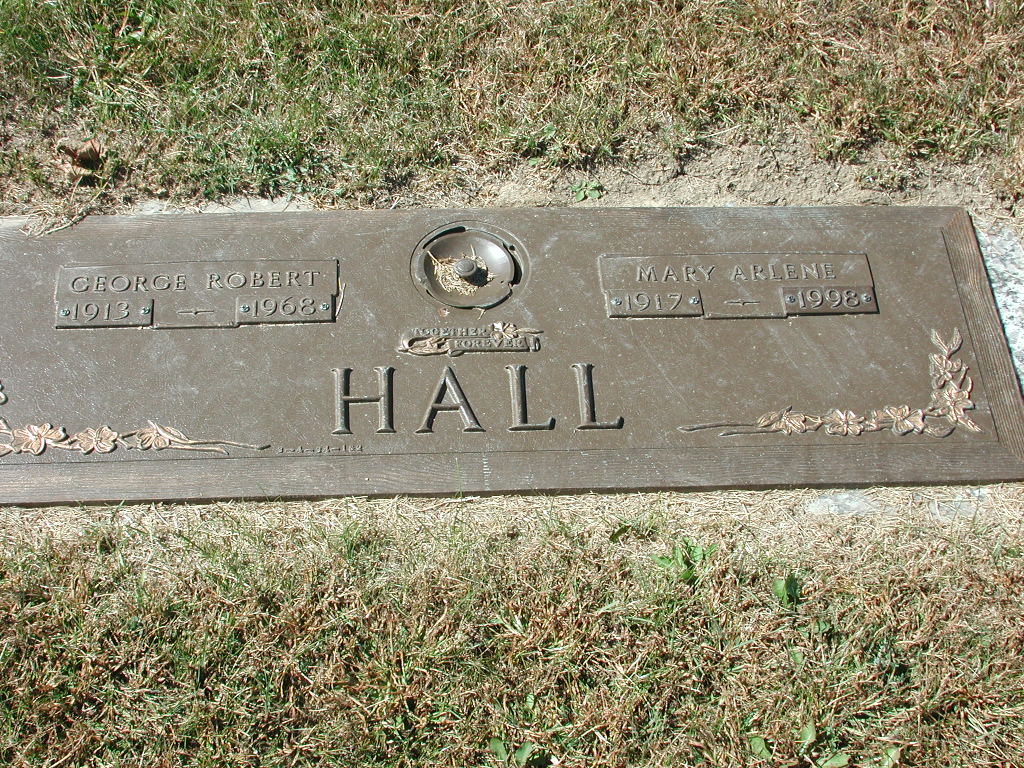 GEORGE ROBERT
1913 — 1968
MARY ARLENE
1917 — 1998
TOGETHER
FOREVER
HALL